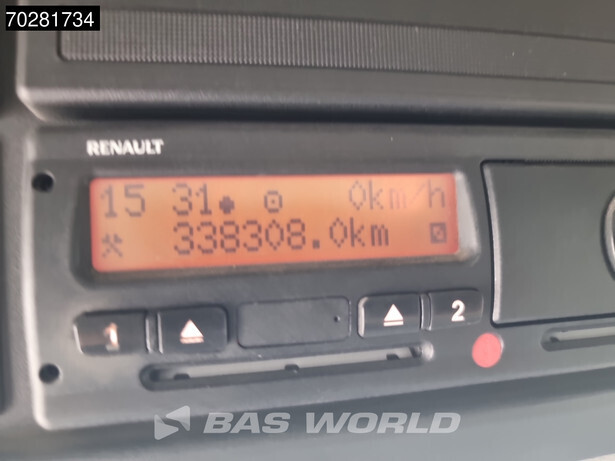 70281734
RENAULT
15 31 0km/h
338308.0km
1 2
BAS WORLD